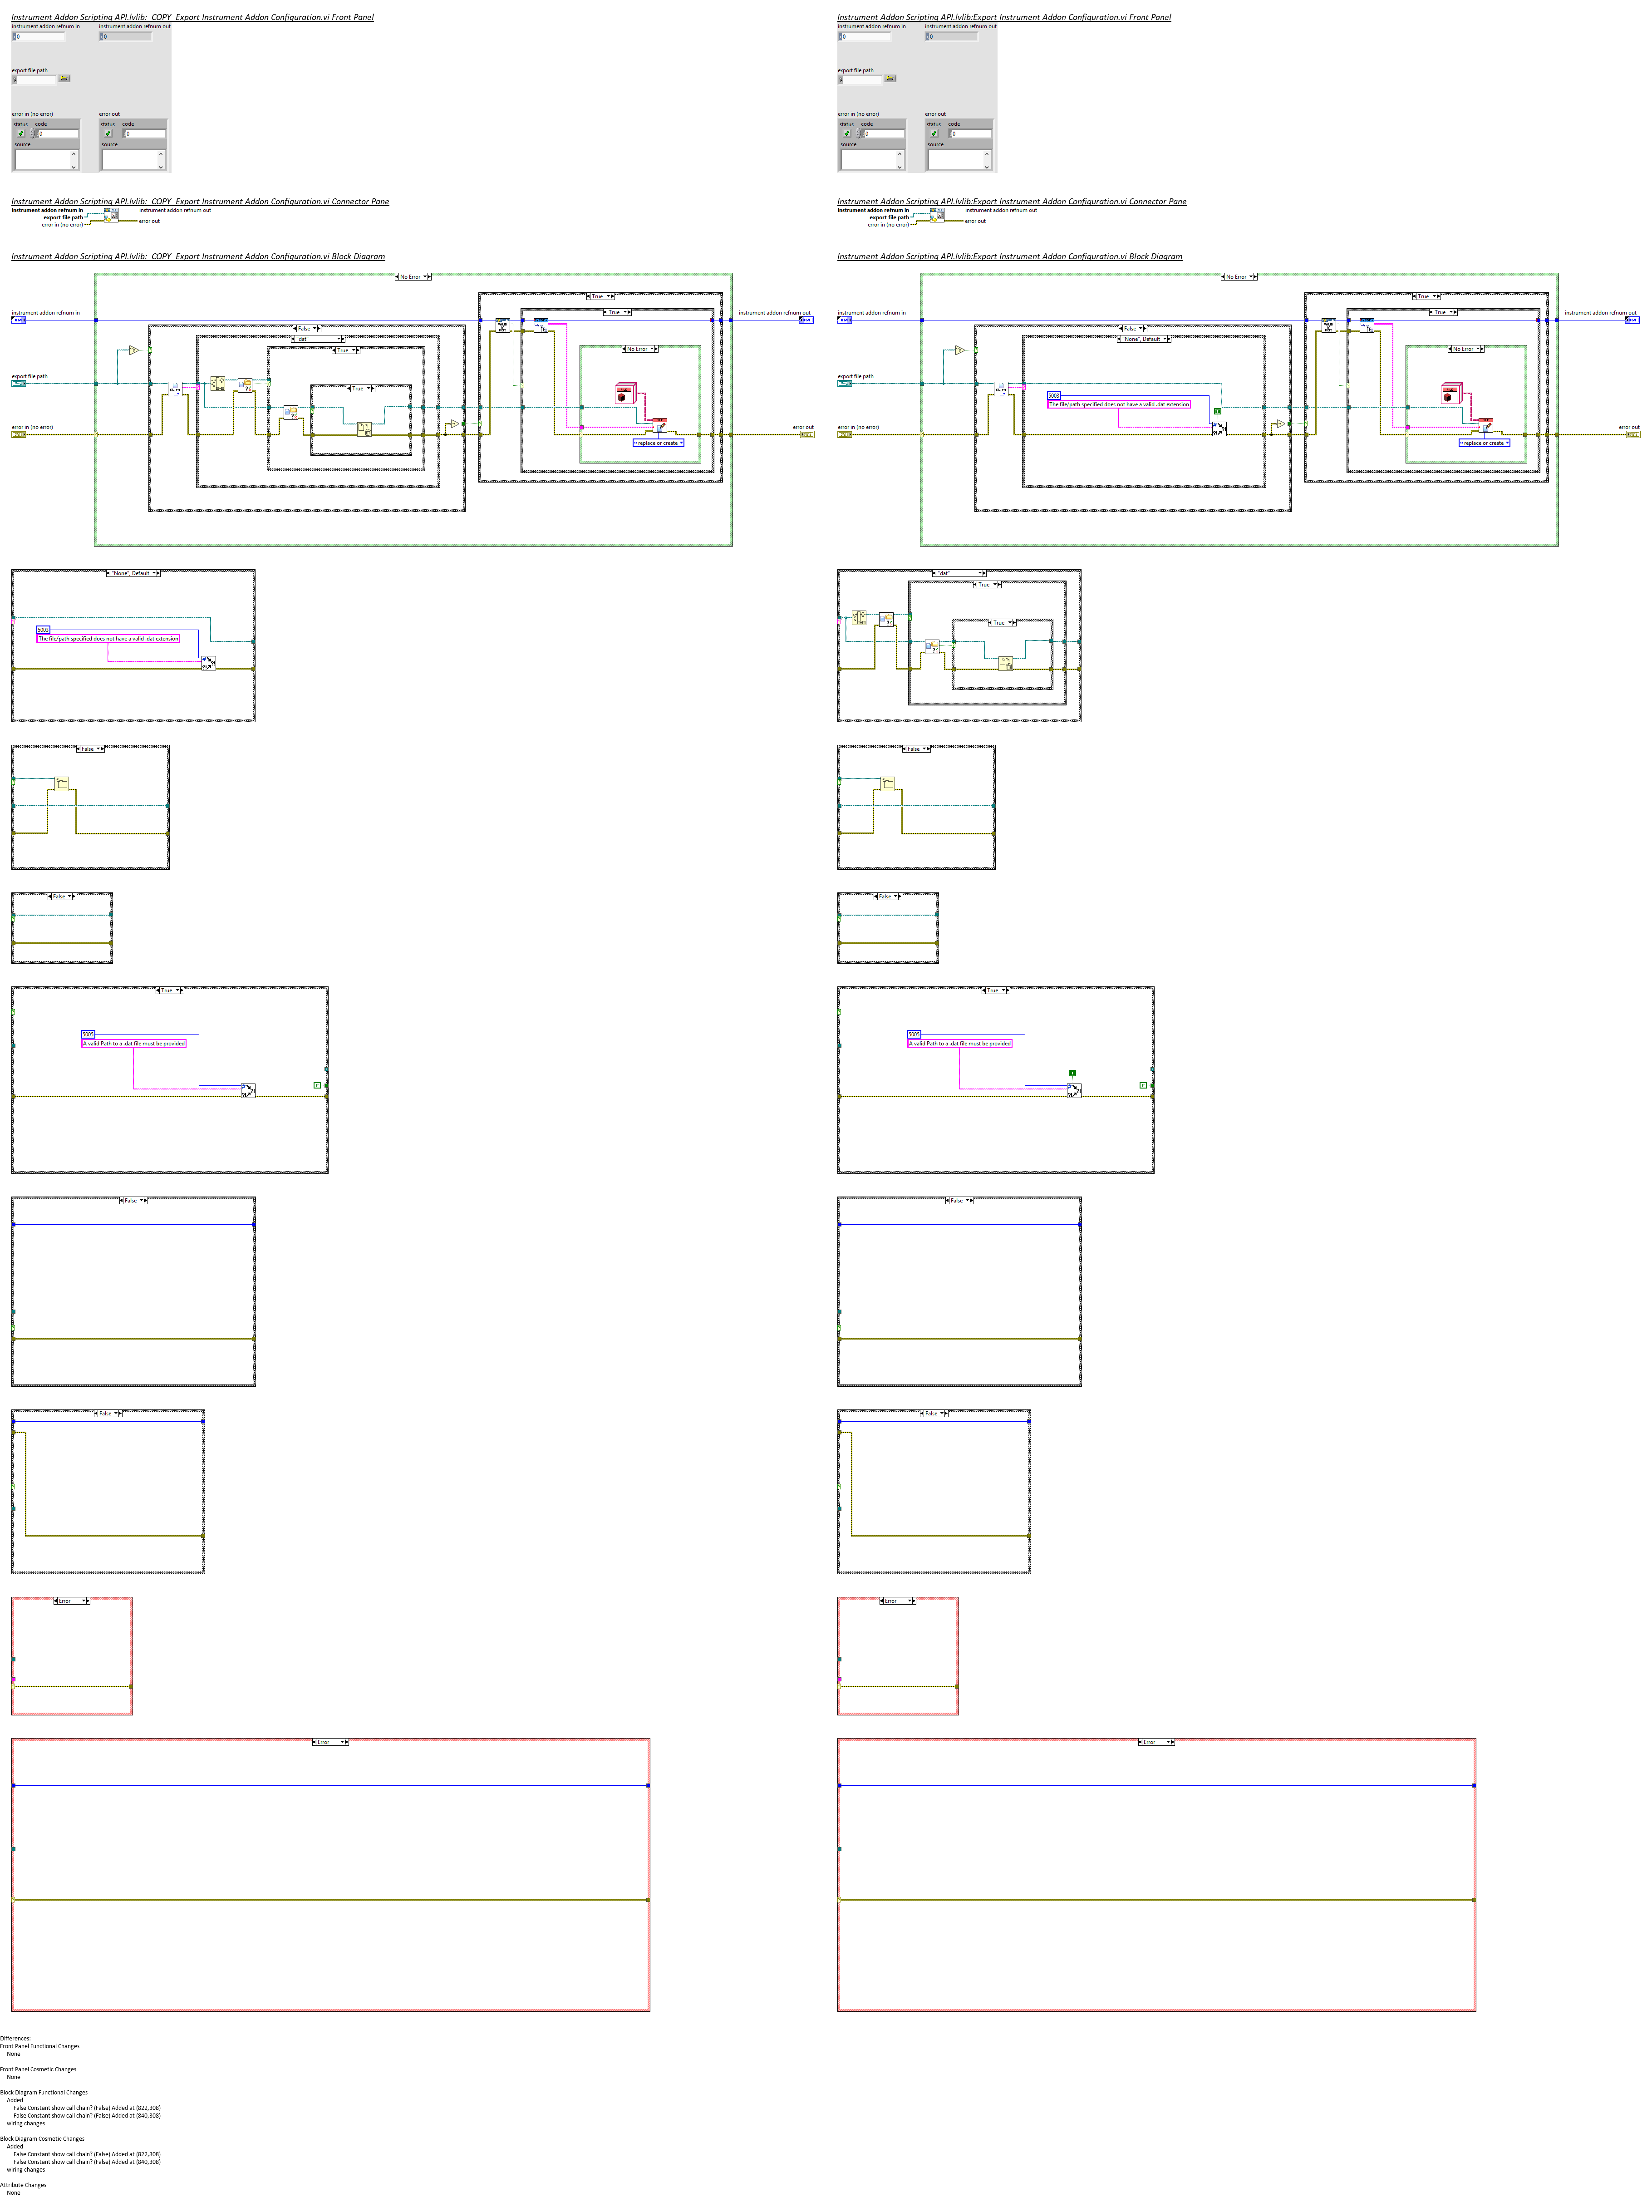 Instrument Addon Scripting API.lvlib:_COPY_Export Instrument Addon Configuration.vi Front Panel
instrument addon refnum in
instrument addon refnum out
0
0
export file path
error in (no error)
error out
status
code
status
code
0
0
source
source
Instrument Addon Scripting API.lvlib:_COPY_Export Instrument Addon Configuration.vi Connector Pane
instrument addon refnum in
instrument addon refnum out
export file path
error in (no error)
error out
Instrument Addon Scripting API.lvlib:_COPY_Export Instrument Addon Configuration.vi Block Diagram
No Error
True
instrument addon refnum in
instrument addon refnum out
True
False
"dat"
True
No Error
export file path
True
error in (no error)
error out
replace or create
"None", Default
5003
The file/path specified does not have a valid .dat extension
False
False
True
5005
A valid Path to a .dat file must be provided
False
False
Error
Error
Instrument Addon Scripting API.lvlib:Export Instrument Addon Configuration.vi Front Panel
instrument addon refnum in
instrument addon refnum out
0
0
export file path
error in (no error)
error out
status
code
status
code
0
0
source
source
Instrument Addon Scripting API.lvlib:Export Instrument Addon Configuration.vi Connector Pane
instrument addon refnum in
instrument addon refnum out
export file path
error in (no error)
error out
Instrument Addon Scripting API.lvlib:Export Instrument Addon Configuration.vi Block Diagram
No Error
True
instrument addon refnum in
instrument addon refnum out
True
False
"None", Default
No Error
export file path
5003
The file/path specified does not have a valid .dat extension
error in (no error)
error out
replace or create
"dat"
True
True
False
False
True
5005
A valid Path to a .dat file must be provided
False
False
Error
Error
Differences:
Front Panel Functional Changes
None
Front Panel Cosmetic Changes
None
Block Diagram Functional Changes
Added
False Constant show call chain? (False) Added at (822,308)
False Constant show call chain? (False) Added at (840,308)
wiring changes
Block Diagram Cosmetic Changes
Added
False Constant show call chain? (False) Added at (822,308)
False Constant show call chain? (False) Added at (840,308)
wiring changes
Attribute Changes
None